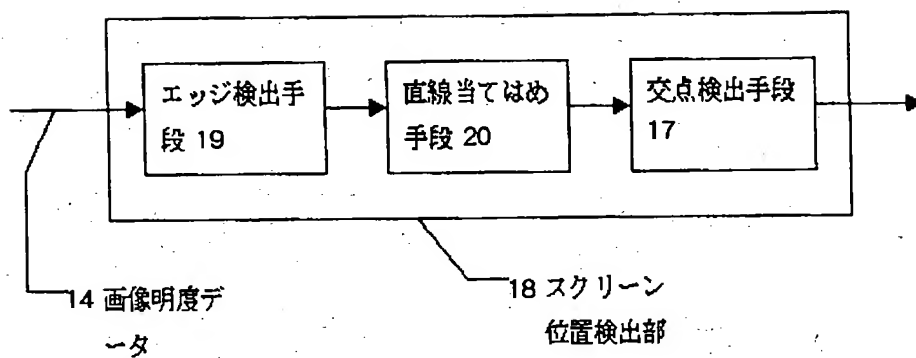 エッジ検出手
段 19
直線当てはめ
手段 20
交点検出手段
17
14 画像明度デ
ータ
18 スクリーン
位置検出部